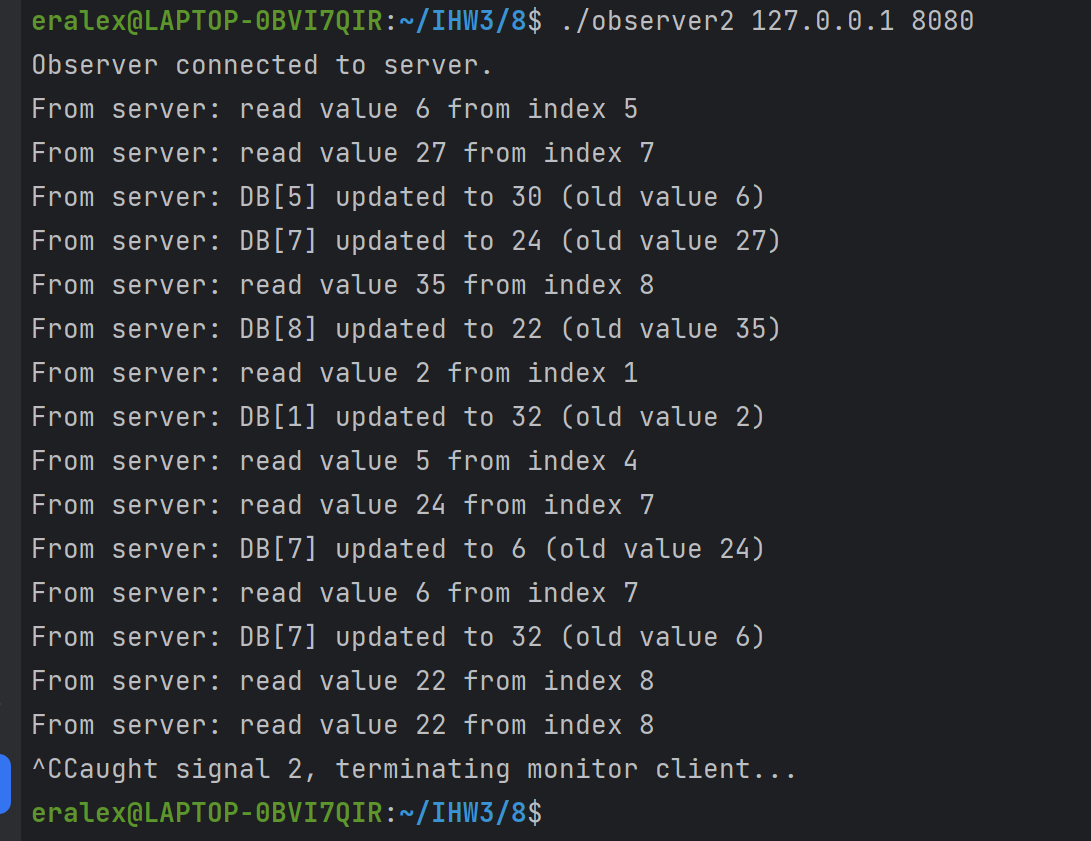 eralex@LAPTOP-0BVI7QIR:~/IHW3/8$ ./observer2 127.0.0.1 8080
Observer connected to server.
From server: read value 6 from index 5
From server: read value 27 from index 7
From server: DB[5] updated to 30 (old value 6)
From server: DB[7] updated to 24 (old value 27)
From server: read value 35 from index 8
From server: DB[8] updated to 22 (old value 35)
From server: read value 2 from index 1
From server: DB[1] updated to 32 (old value 2)
From server: read value 5 from index 4
From server: read value 24 from index 7
From server: DB[7] updated to 6 (old value 24)
From server: read value 6 from index 7
From server: DB[7] updated to 32 (old value 6)
From server: read value 22 from index 8
From server: read value 22 from index 8
^CCaught signal 2, terminating monitor client...
eralex@LAPTOP-0BVI7QIR:~/IHW3/8$